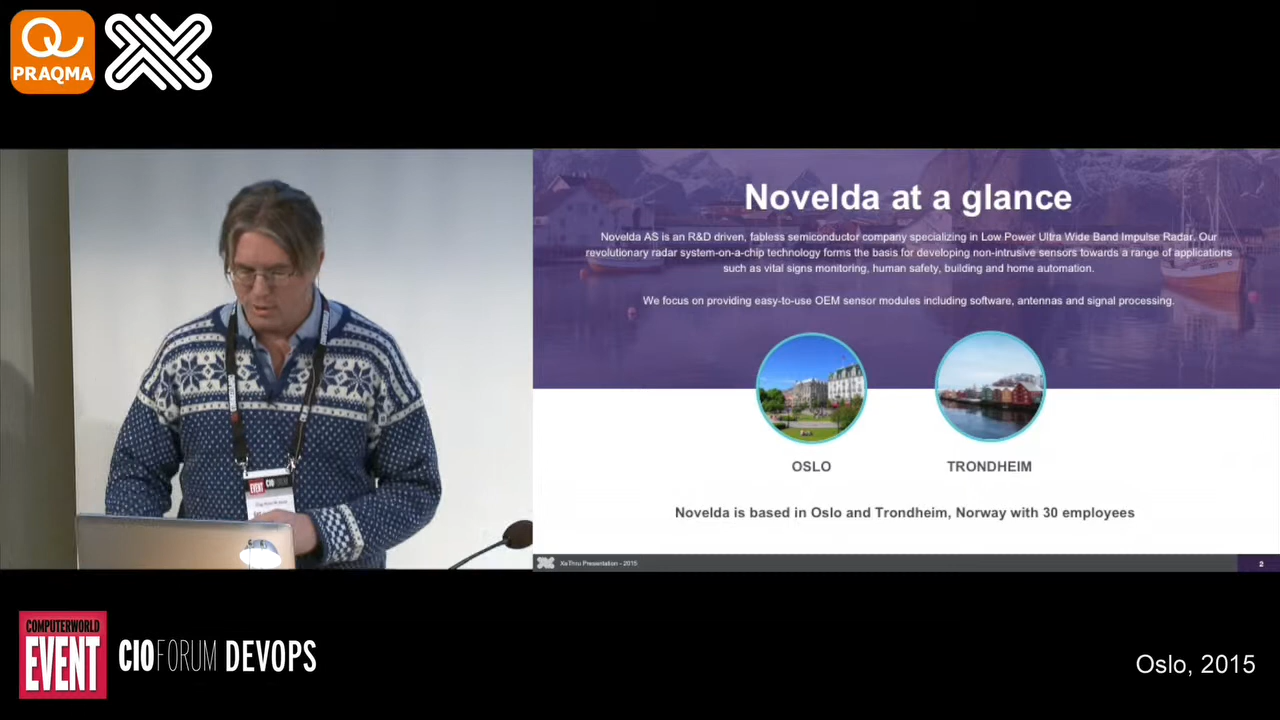 PRAQMA
Novelda at a glance
Novelda AS is an R&D driven, fabless semiconductor company specializing in Low Power Ultra Wide Band Impulse Radar. Our
revolutionary radar system-on-a-chip technology forms the basis for developing non-intrusive sensors towards a range of applications
such as vital signs monitoring, human safety, building and home automation.
We focus on providing easy-to-use OEM sensor modules including software, antennas and signal processing.
OSLO
TRONDHEIM
Novelda is based in Oslo and Trondheim, Norway with 30 employees
XeThru Presentation - 2015
2
EVENT CIO
COMPUTERWORLD
EVENT
CIOFORUM DEVOPS
Oslo, 2015